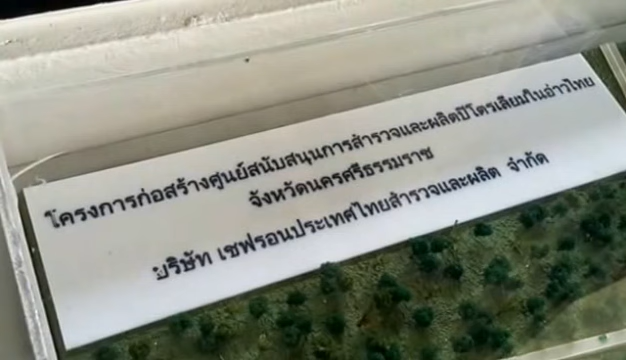 โครงการก่อสร้างศูนย์สนับสนุนการสำรวจและผลิตปิโตรเลียมในอ่าวไทย
จังหวัดนครศรีธรรมราช
บริษัท เชฟรอนประเทศไทยสำรวจและผลิต จำกัด